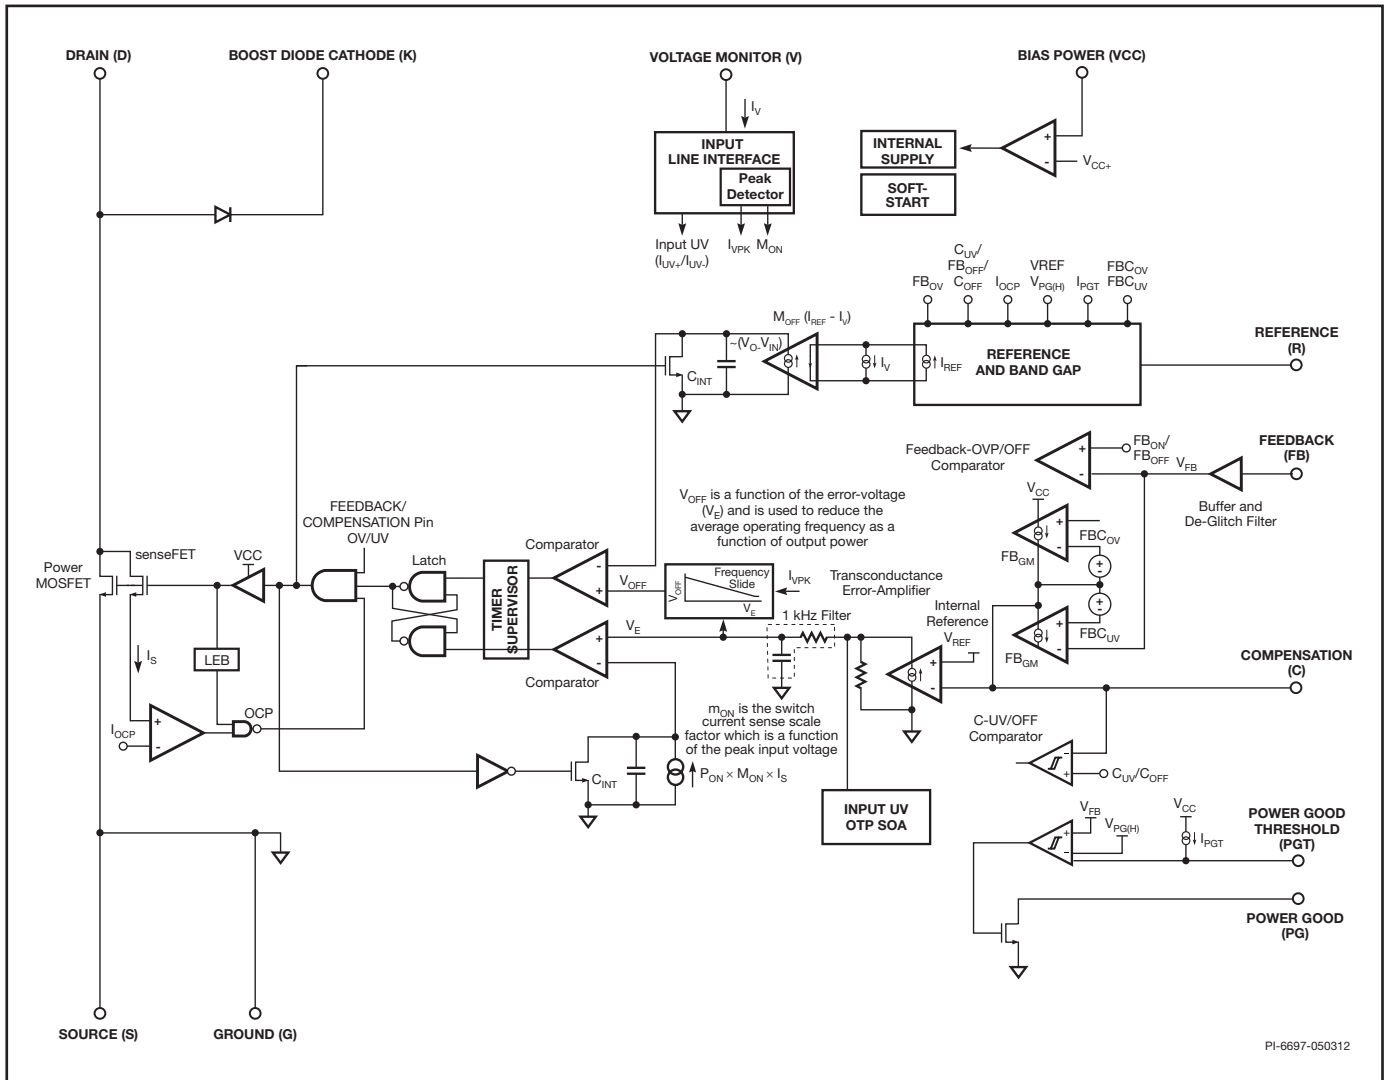 DRAIN (D)
BOOST DIODE CATHODE (K)
VOLTAGE MONITOR (V)
BIAS POWER (VCC)
IV
INPUT
LINE INTERFACE
Peak
Detector
Input UV
(IUV+/IUV-)
IVPK
MON
INTERNAL
SUPPLY
SOFT-
START
+
-
VCC+
FBOV
CUV/
FBOFF/
COFF
IOCP
VREF
VPG(H)
IPGT
FBCOV
FBCUV
MOFF (IREF - IV)
~(VO-VIN)
CINT
IV
IREF
REFERENCE
AND BAND GAP
REFERENCE
(R)
Feedback-OVP/OFF
Comparator
+
-
FBON/
FBOFF
VFB
FEEDBACK
(FB)
Buffer and
De-Glitch Filter
VOFF is a function of the error-voltage
(VE) and is used to reduce the
average operating frequency as a
function of output power
VCC
+
-
FBCOV
FBGM
+
-
+
-
+
-
FBCUV
FBGM
FEEDBACK/
COMPENSATION Pin
OV/UV
Power
MOSFET
senseFET
VCC
Latch
TIMER
SUPERVISOR
Comparator
-
+
VOFF
VOFF
Frequency
Slide
VE
IVPK
Transconductance
Error-Amplifier
1 kHz Filter
Internal
Reference
VREF
+
-
VE
+
-
Comparator
COMPENSATION
(C)
IS
LEB
OCP
IOCP
+
-
mON is the switch
current sense scale
factor which is a function
of the peak input voltage
CINT
PON × MON × IS
C-UV/OFF
Comparator
-
+
CUV/COFF
INPUT UV
OTP SOA
VFB
VPG(H)
+
-
VCC
IPGT
POWER GOOD
THRESHOLD
(PGT)
POWER GOOD
(PG)
SOURCE (S)
GROUND (G)
PI-6697-050312